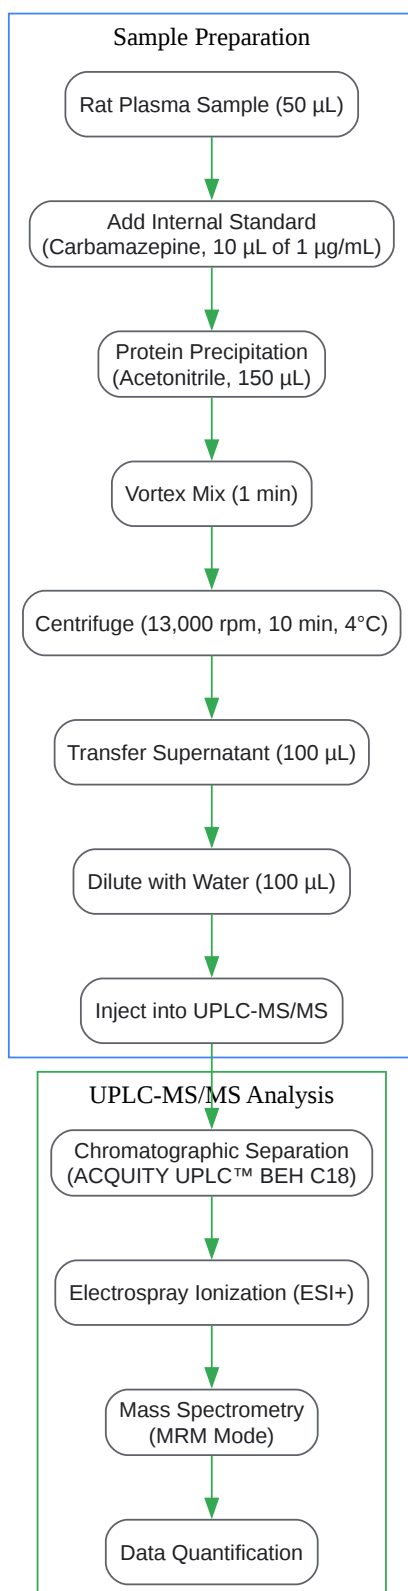 Sample Preparation
Rat Plasma Sample (50 µL)
Add Internal Standard
(Carbamazepine, 10 µL of 1 µg/mL)
Protein Precipitation
(Acetonitrile, 150 µL)
Vortex Mix (1 min)
Centrifuge (13,000 rpm, 10 min, 4°C)
Transfer Supernatant (100 µL)
Dilute with Water (100 µL)
Inject into UPLC-MS/MS
UPLC-MS/MS Analysis
Chromatographic Separation
(ACQUITY UPLC™ BEH C18)
Electrospray Ionization (ESI+)
Mass Spectrometry
(MRM Mode)
Data Quantification